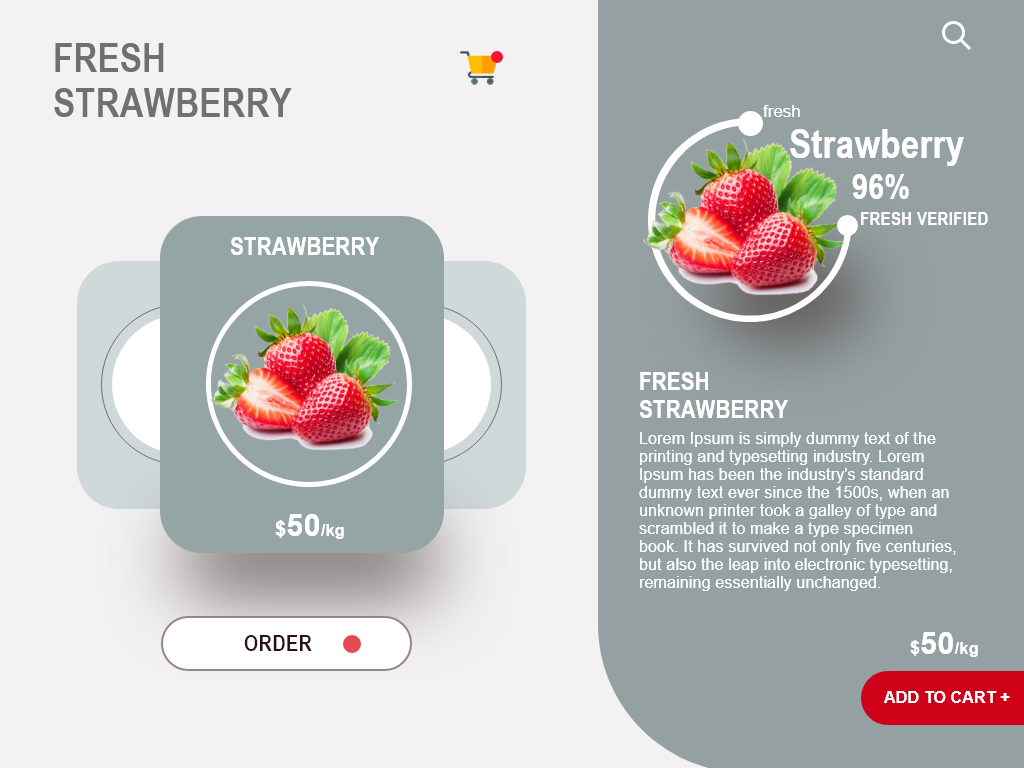 FRESH
STRAWBERRY
STRAWBERRY
$50/kg
ORDER
fresh
Strawberry
96%
FRESH VERIFIED
FRESH
STRAWBERRY
Lorem Ipsum is simply dummy text of the
printing and typesetting industry. Lorem
Ipsum has been the industry's standard
dummy text ever since the 1500s, when an
unknown printer took a galley of type and
scrambled it to make a type specimen
book. It has survived not only five centuries,
but also the leap into electronic typesetting,
remaining essentially unchanged.
$50/kg
ADD TO CART +